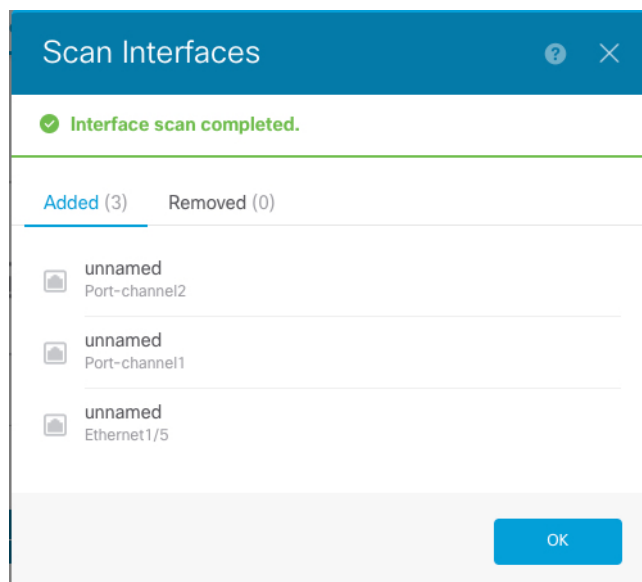 Scan Interfaces
Interface scan completed.
Added (3) Removed (0)
unnamed
Port-channel2
unnamed
Port-channel1
unnamed
Ethernet1/5
OK